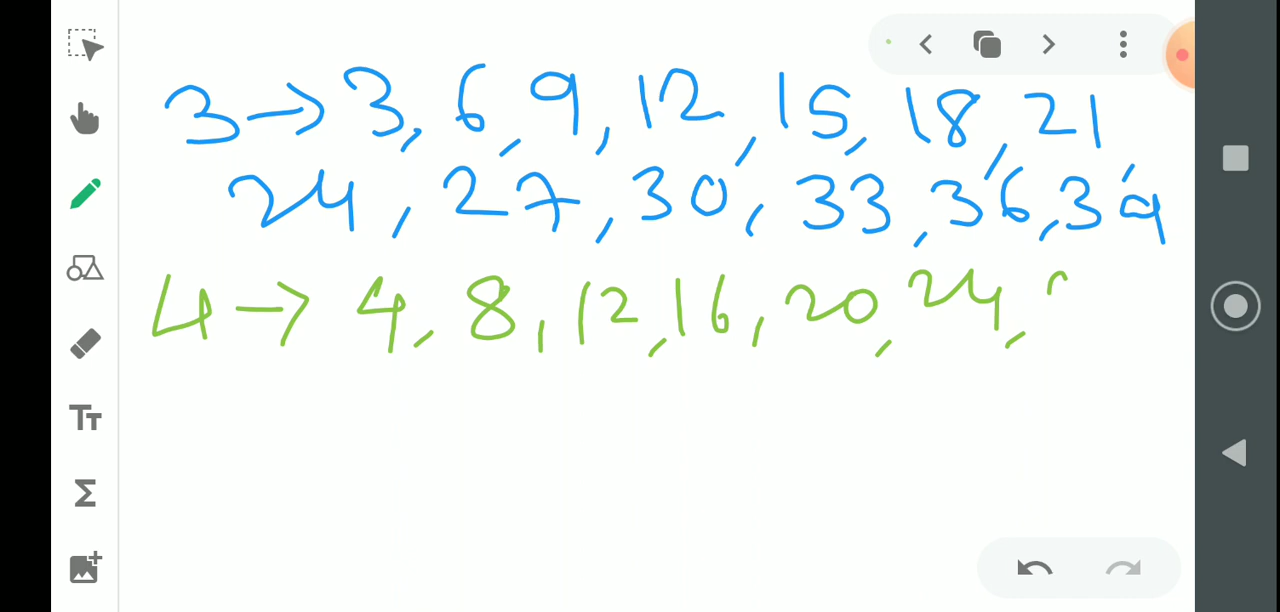 3 → 3, 6, 9, 12, 15, 18, 21,
24, 27, 30, 33, 36, 39
4 → 4, 8, 12, 16, 20, 24,
Tт
Σ